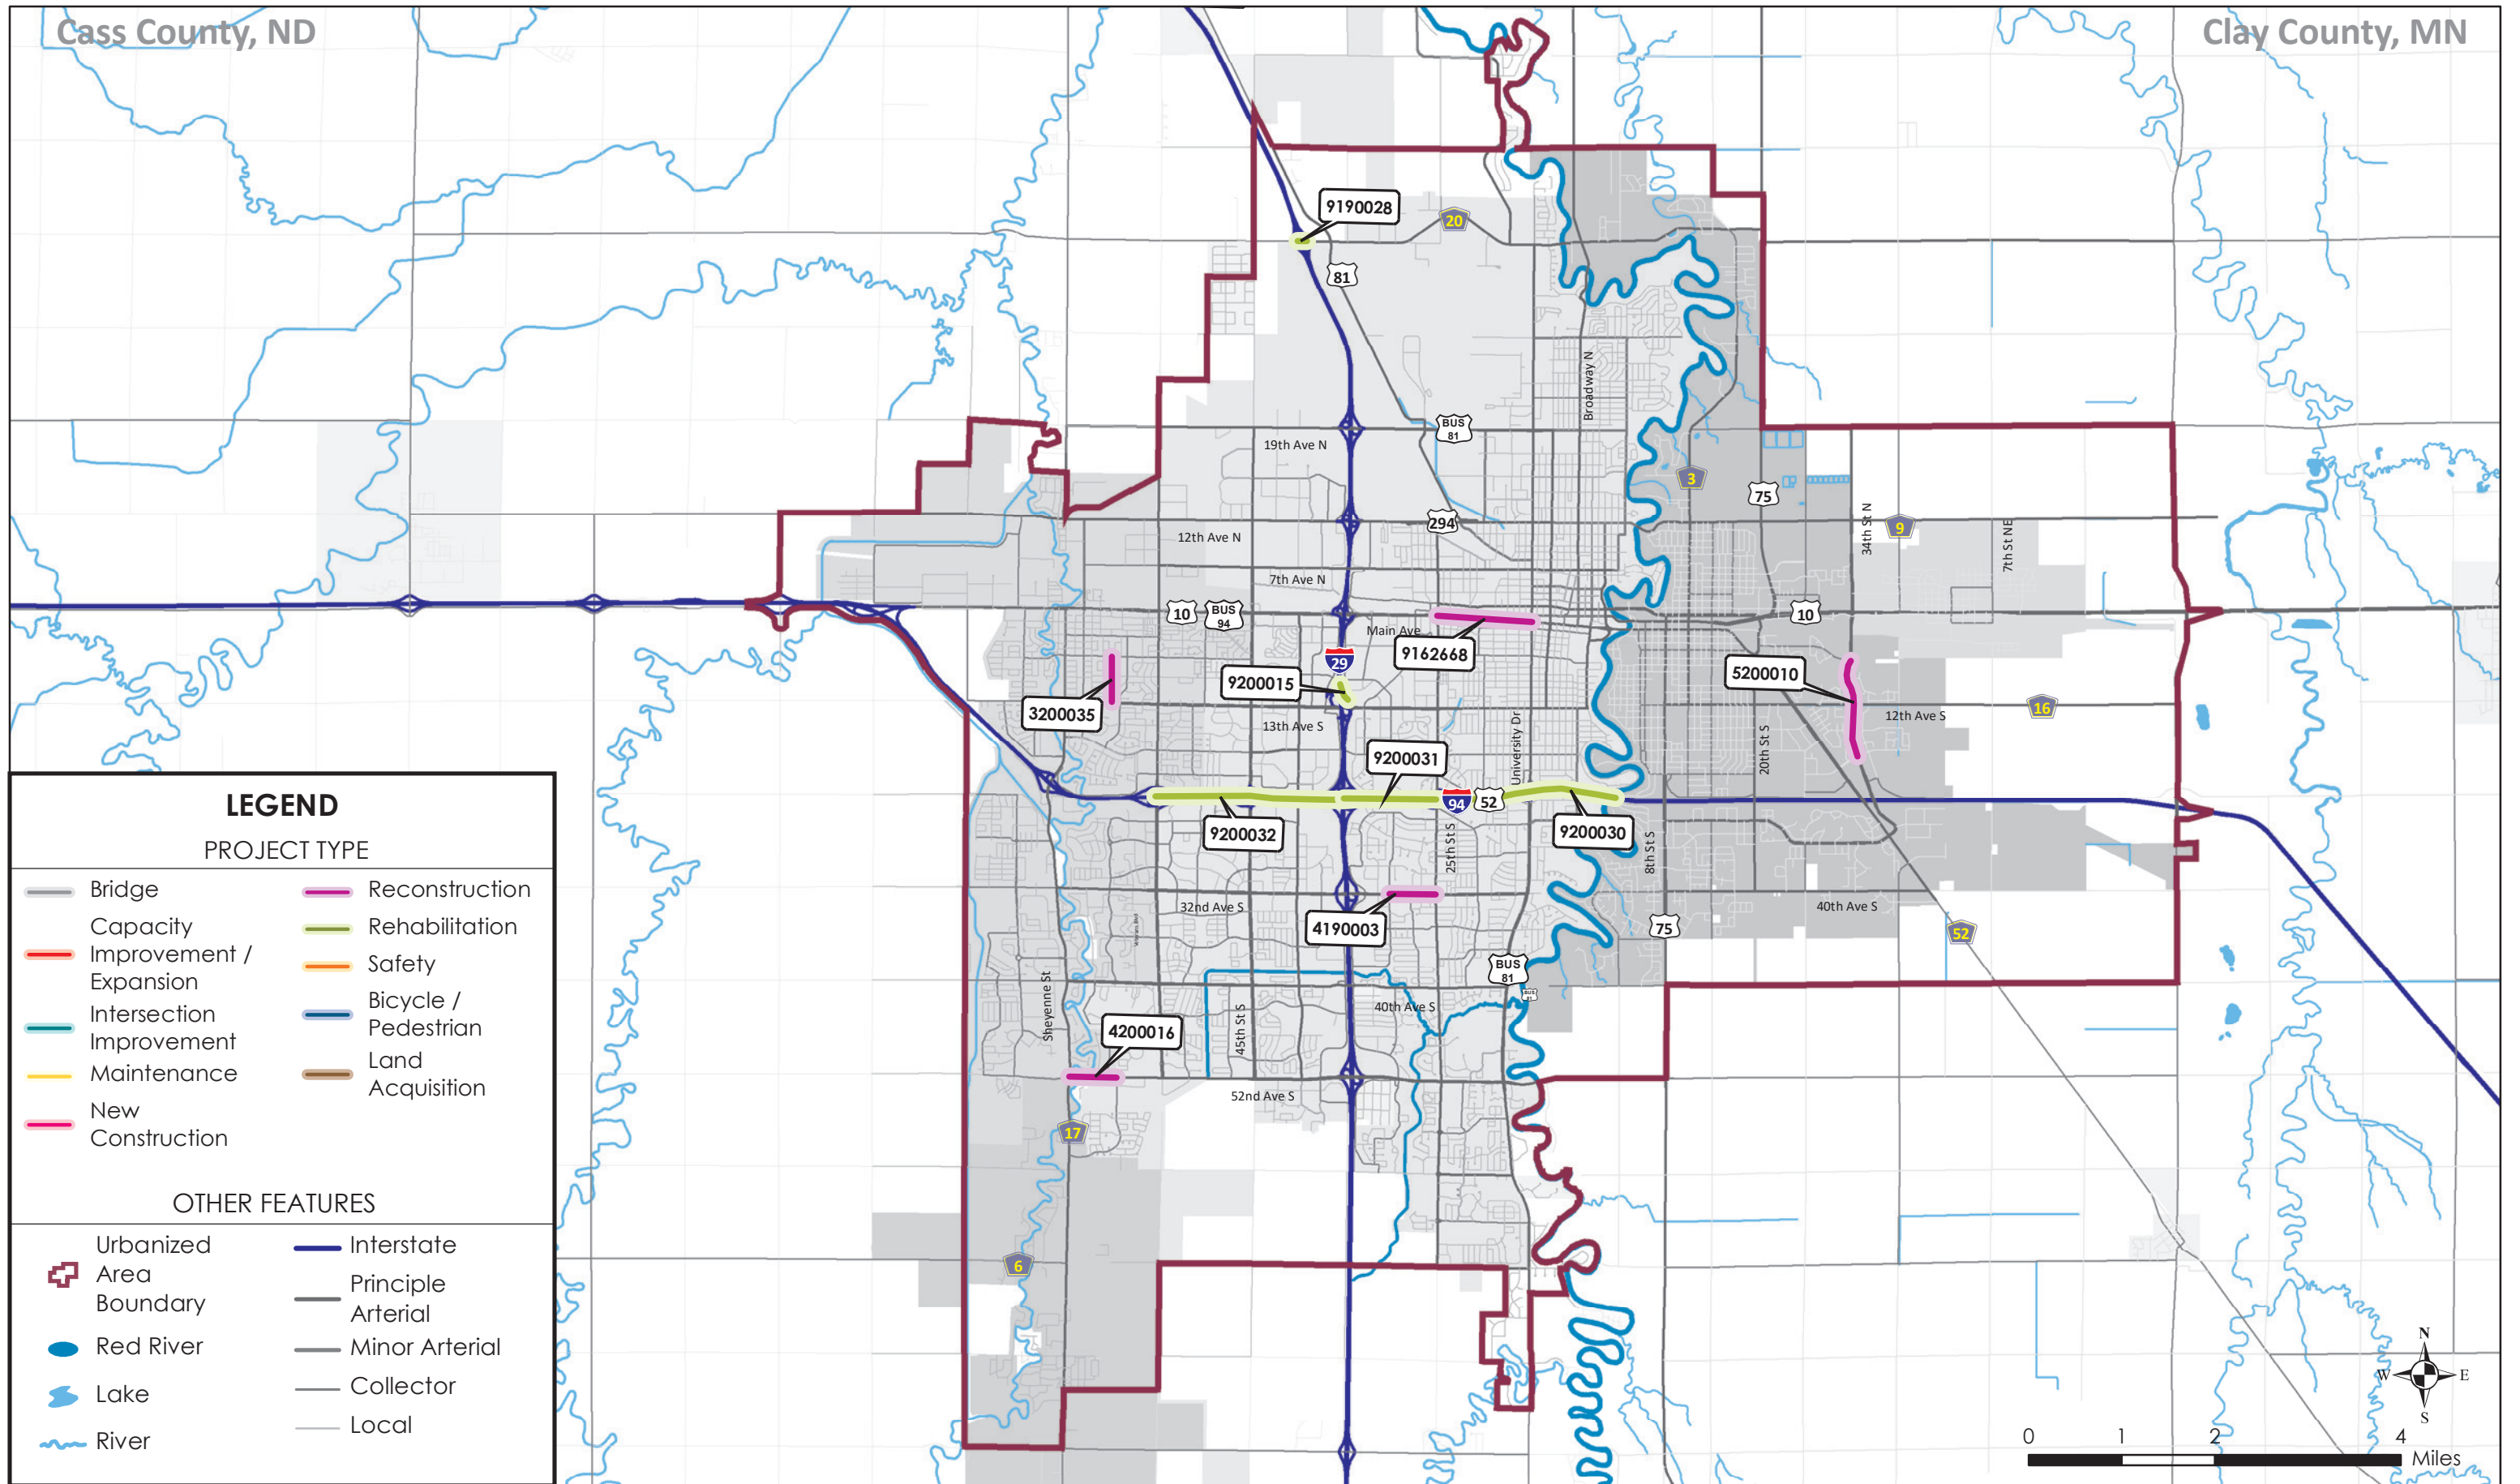 Cass County, ND
Clay County, MN
9190028
20
81
Broadway N
BUS
81
19th Ave N
3
75
294
34th St N
9
7th St NE
12th Ave N
7th Ave N
10
BUS
94
10
Main Ave
9162668
29
9200015
5200010
3200035
13th Ave S
12th Ave S
16
University Dr
20th St S
9200031
94
52
9200032
9200030
25th St S
8th St S
32nd Ave S
4190003
40th Ave S
75
52
BUS
81
BUS
81
Sheyenne St
45th St S
40th Ave S
4200016
52nd Ave S
17
6
LEGEND
PROJECT TYPE
Bridge
Capacity
Improvement /
Expansion
Intersection
Improvement
Maintenance
New
Construction
Reconstruction
Rehabilitation
Safety
Bicycle /
Pedestrian
Land
Acquisition
OTHER FEATURES
Urbanized
Area
Boundary
Red River
Lake
River
Interstate
Principle
Arterial
Minor Arterial
Collector
Local
N
W
E
S
0 1 2 4
Miles